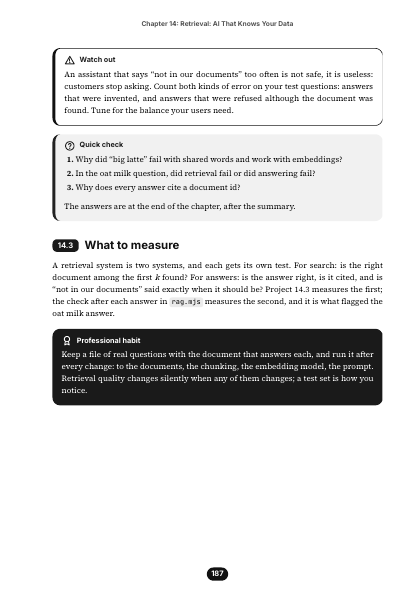 Chapter 14: Retrieval: AI That Knows Your Data
Watch out
An assistant that says “not in our documents” too often is not safe, it is useless:
customers stop asking. Count both kinds of error on your test questions: answers
that were invented, and answers that were refused although the document was
found. Tune for the balance your users need.
Quick check
1. Why did “big latte” fail with shared words and work with embeddings?
2. In the oat milk question, did retrieval fail or did answering fail?
3. Why does every answer cite a document id?
The answers are at the end of the chapter, after the summary.
14.3 What to measure
A retrieval system is two systems, and each gets its own test. For search: is the right
document among the first k found? For answers: is the answer right, is it cited, and is
“not in our documents” said exactly when it should be? Project 14.3 measures the first;
the check after each answer in rag.mjs measures the second, and it is what flagged the
oat milk answer.
Professional habit
Keep a file of real questions with the document that answers each, and run it after
every change: to the documents, the chunking, the embedding model, the prompt.
Retrieval quality changes silently when any of them changes; a test set is how you
notice.
187